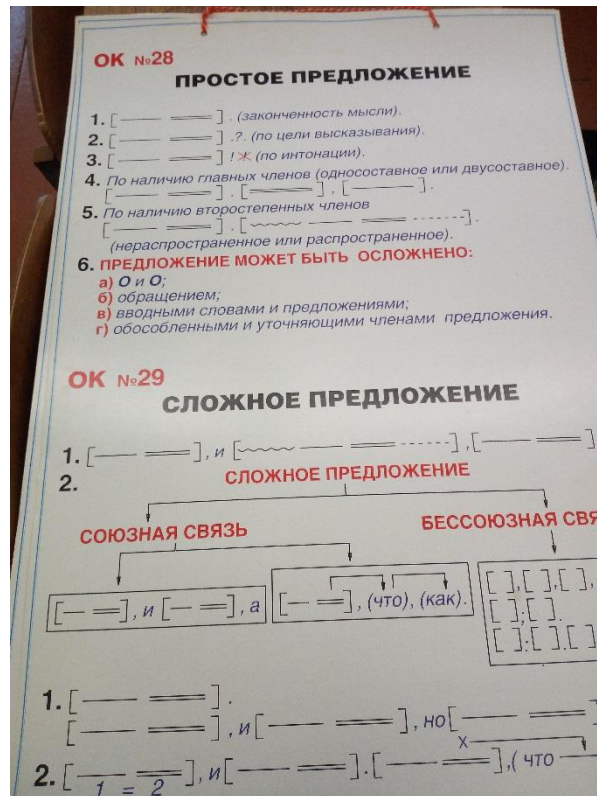 ОК №28
ПРОСТОЕ ПРЕДЛОЖЕНИЕ
1. [ — = ] . (законченность мысли).
2. [ — = ] .?. (по цели высказывания).
3. [ — = ] ! Ж (по интонации).
4. По наличию главных членов (односоставное или двусоставное).
[ — = ] . [ = ] , [ — ] .
5. По наличию второстепенных членов
[ — = ] . [ ~~~ — = ----- ] .
(нераспространенное или распространенное).
6. ПРЕДЛОЖЕНИЕ МОЖЕТ БЫТЬ ОСЛОЖНЕНО:
а) О и О;
б) обращением;
в) вводными словами и предложениями;
г) обособленными и уточняющими членами предложения.
ОК №29
СЛОЖНОЕ ПРЕДЛОЖЕНИЕ
1. [ — = ] , и [ ~~~ — = ----- ] , [ — = ]
2.
СЛОЖНОЕ ПРЕДЛОЖЕНИЕ
СОЮЗНАЯ СВЯЗЬ
БЕССОЮЗНАЯ СВЯ
[ — = ] , и [ — = ] , а
[ — = ] , (что), (как).
[ ] , [ ] , [ ] ,
[ ] ; [ ] .
[ ] : [ ] . [ ]
1. [ — = ] .
[ — = ] , и [ — = ] , но [ — =
х
2. [ — = ] , и [ — = ] . [ — = ] , ( что —
1 = 2